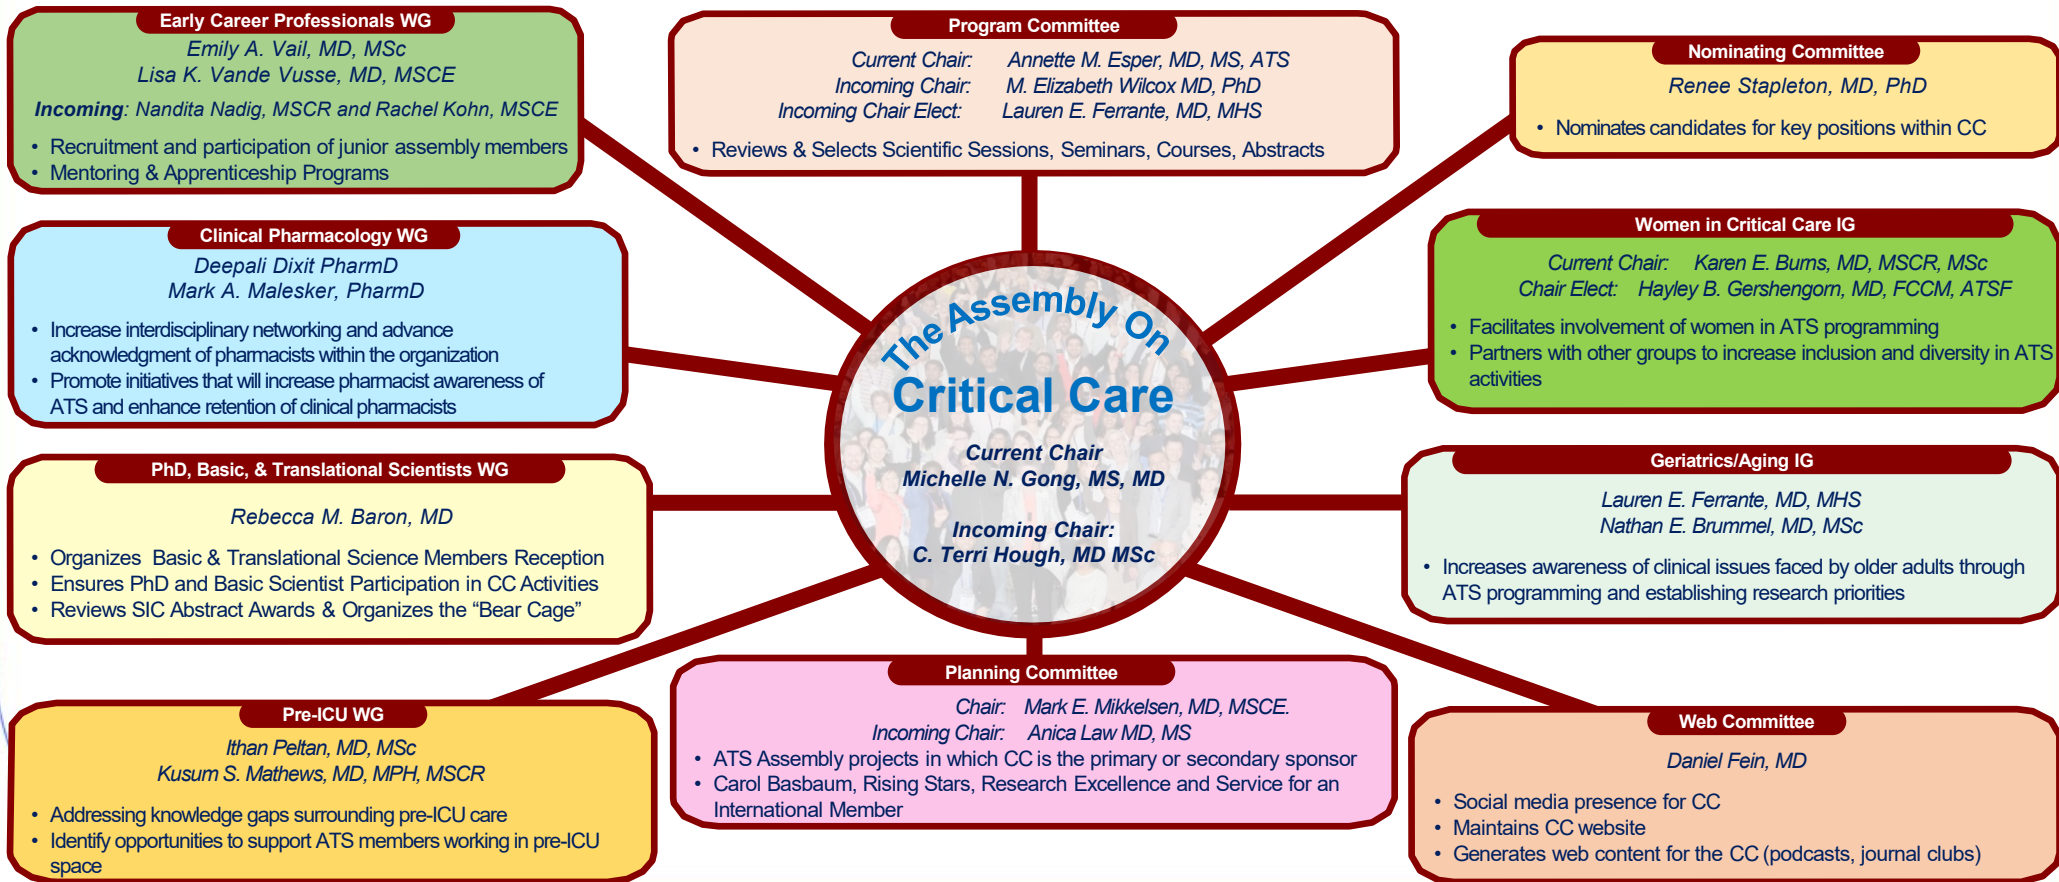 Early Career Professionals WG
Emily A. Vail, MD, MSc
Lisa K. Vande Vusse, MD, MSCE
Incoming: Nandita Nadig, MSCR and Rachel Kohn, MSCE
• Recruitment and participation of junior assembly members
• Mentoring & Apprenticeship Programs
Program Committee
Current Chair: Annette M. Esper, MD, MS, ATS
Incoming Chair: M. Elizabeth Wilcox MD, PhD
Incoming Chair Elect: Lauren E. Ferrante, MD, MHS
• Reviews & Selects Scientific Sessions, Seminars, Courses, Abstracts
Nominating Committee
Renee Stapleton, MD, PhD
• Nominates candidates for key positions within CC
Clinical Pharmacology WG
Deepali Dixit PharmD
Mark A. Malesker, PharmD
• Increase interdisciplinary networking and advance
acknowledgment of pharmacists within the organization
• Promote initiatives that will increase pharmacist awareness of
ATS and enhance retention of clinical pharmacists
Women in Critical Care IG
Current Chair: Karen E. Burns, MD, MSCR, MSc
Chair Elect: Hayley B. Gershengorn, MD, FCCM, ATSF
• Facilitates involvement of women in ATS programming
• Partners with other groups to increase inclusion and diversity in ATS
activities
The Assembly On
Critical Care
Current Chair
Michelle N. Gong, MS, MD
Incoming Chair:
C. Terri Hough, MD MSc
PhD, Basic, & Translational Scientists WG
Rebecca M. Baron, MD
• Organizes Basic & Translational Science Members Reception
• Ensures PhD and Basic Scientist Participation in CC Activities
• Reviews SIC Abstract Awards & Organizes the “Bear Cage”
Geriatrics/Aging IG
Lauren E. Ferrante, MD, MHS
Nathan E. Brummel, MD, MSc
• Increases awareness of clinical issues faced by older adults through
ATS programming and establishing research priorities
Pre-ICU WG
Ithan Peltan, MD, MSc
Kusum S. Mathews, MD, MPH, MSCR
• Addressing knowledge gaps surrounding pre-ICU care
• Identify opportunities to support ATS members working in pre-ICU
space
Planning Committee
Chair: Mark E. Mikkelsen, MD, MSCE.
Incoming Chair: Anica Law MD, MS
• ATS Assembly projects in which CC is the primary or secondary sponsor
• Carol Basbaum, Rising Stars, Research Excellence and Service for an
International Member
Web Committee
Daniel Fein, MD
• Social media presence for CC
• Maintains CC website
• Generates web content for the CC (podcasts, journal clubs)